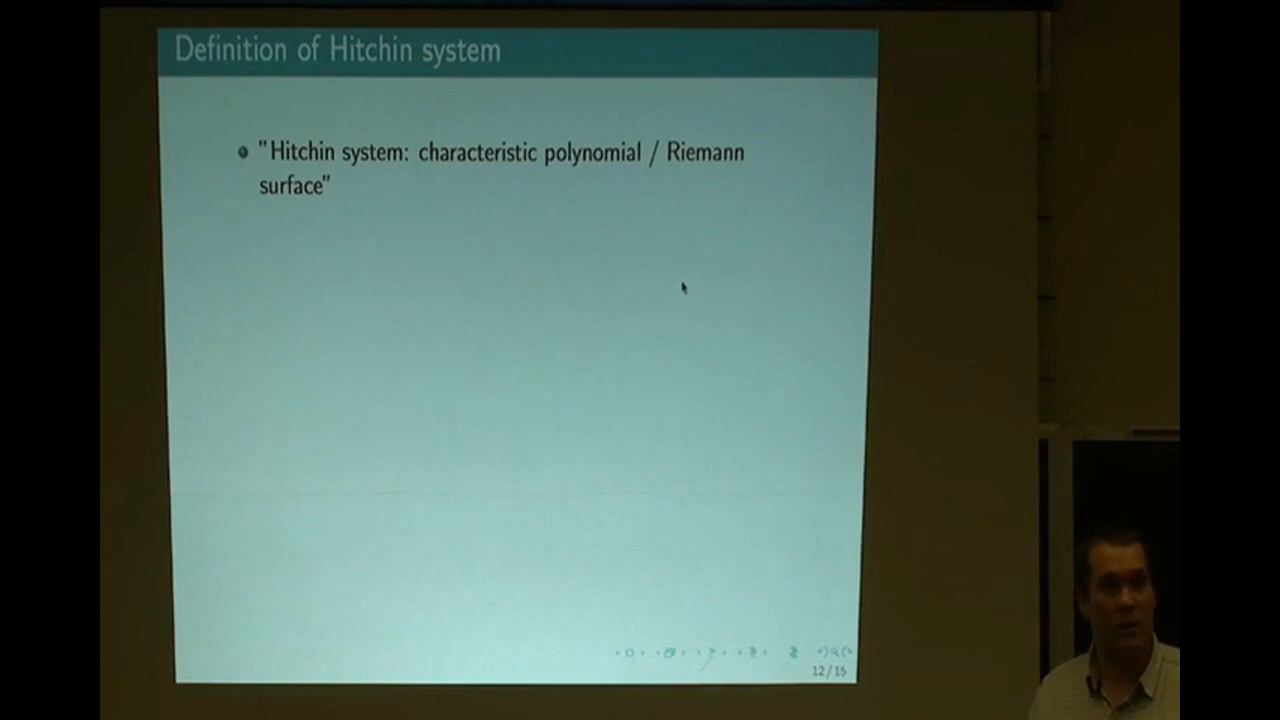 Definition of Hitchin system
"Hitchin system: characteristic polynomial / Riemann
surface"
12/15